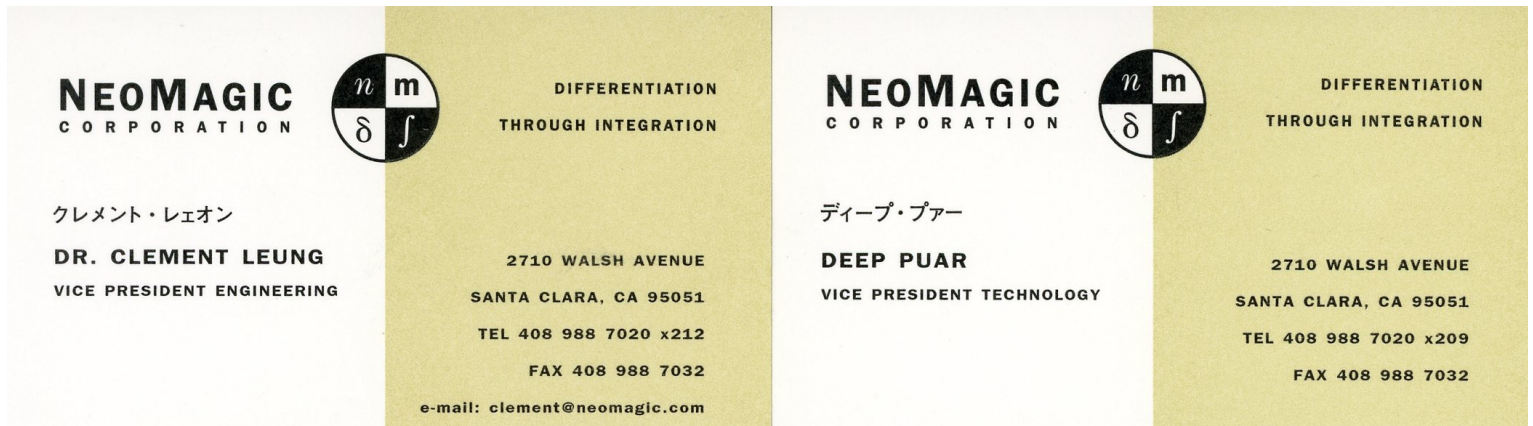 NEOMAGIC
CORPORATION
n m
δ ∫
DIFFERENTIATION
THROUGH INTEGRATION
クレメント・レェオン
DR. CLEMENT LEUNG
VICE PRESIDENT ENGINEERING
2710 WALSH AVENUE
SANTA CLARA, CA 95051
TEL 408 988 7020 x212
FAX 408 988 7032
e-mail: clement@neomagic.com
NEOMAGIC
CORPORATION
n m
δ ∫
DIFFERENTIATION
THROUGH INTEGRATION
ディープ・プァー
DEEP PUAR
VICE PRESIDENT TECHNOLOGY
2710 WALSH AVENUE
SANTA CLARA, CA 95051
TEL 408 988 7020 x209
FAX 408 988 7032